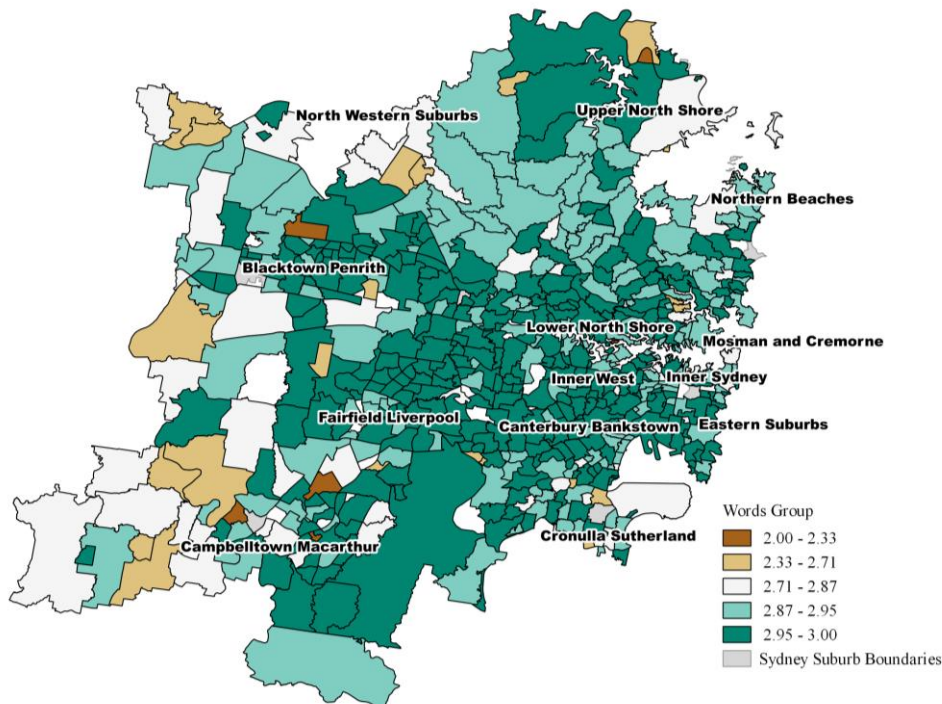 North Western Suburbs
Upper North Shore
Northern Beaches
Blacktown Penrith
Lower North Shore
Mosman and Cremorne
Inner West
Inner Sydney
Fairfield Liverpool
Canterbury Bankstown
Eastern Suburbs
Cronulla Sutherland
Campbelltown Macarthur
Words Group
2.00 - 2.33
2.33 - 2.71
2.71 - 2.87
2.87 - 2.95
2.95 - 3.00
Sydney Suburb Boundaries